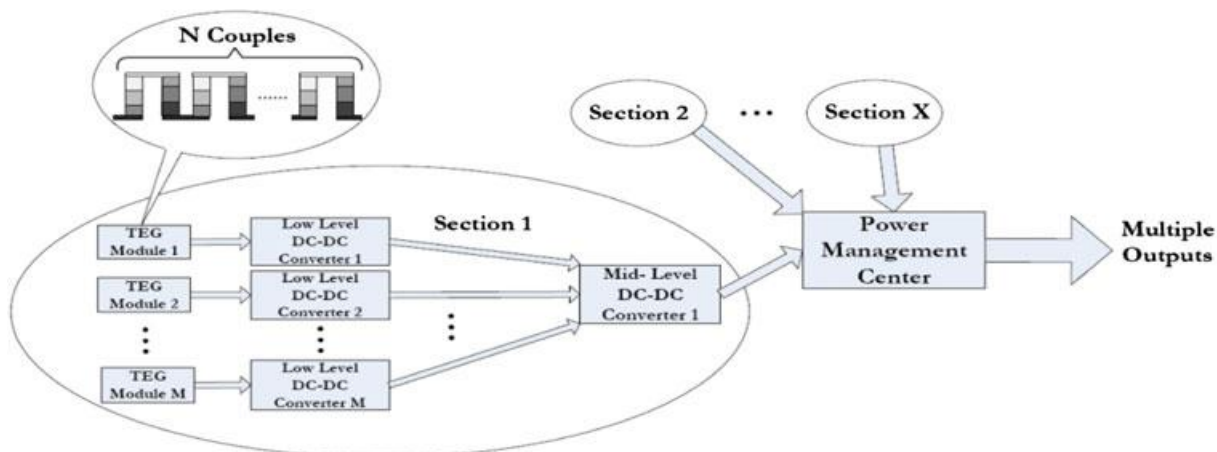 N Couples
Section 2
Section X
Section 1
TEG
Module 1
Low Level
DC-DC
Converter 1
TEG
Module 2
Low Level
DC-DC
Converter 2
TEG
Module M
Low Level
DC-DC
Converter M
Mid- Level
DC-DC
Converter 1
Power
Management
Center
Multiple
Outputs